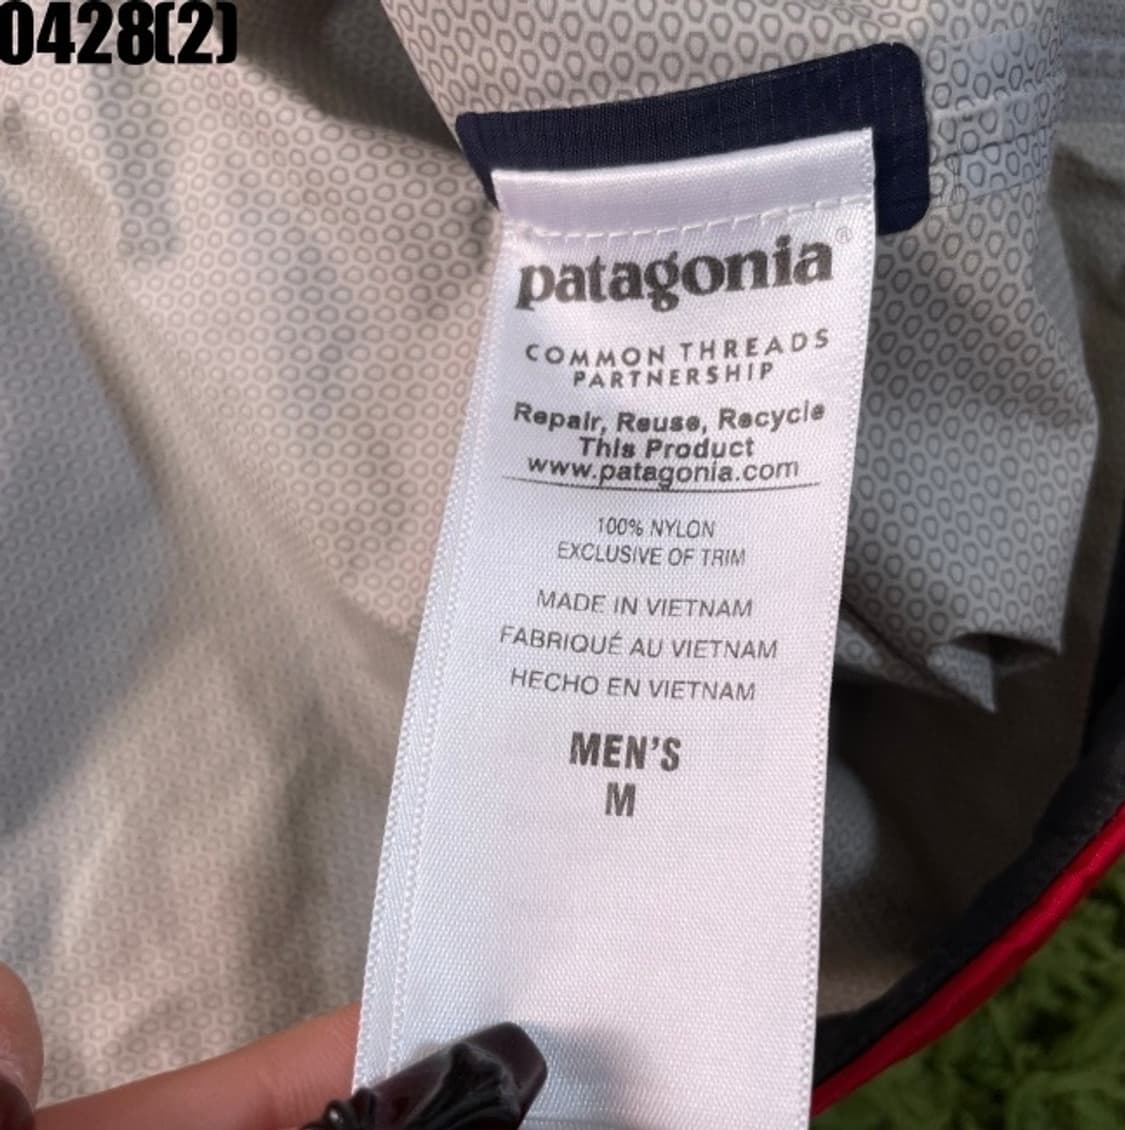 0428(2)
patagonia®
COMMON THREADS
PARTNERSHIP
Repair, Reuse, Recycle
This Product
www.patagonia.com
100% NYLON
EXCLUSIVE OF TRIM
MADE IN VIETNAM
FABRIQUÉ AU VIETNAM
HECHO EN VIETNAM
MEN'S
M